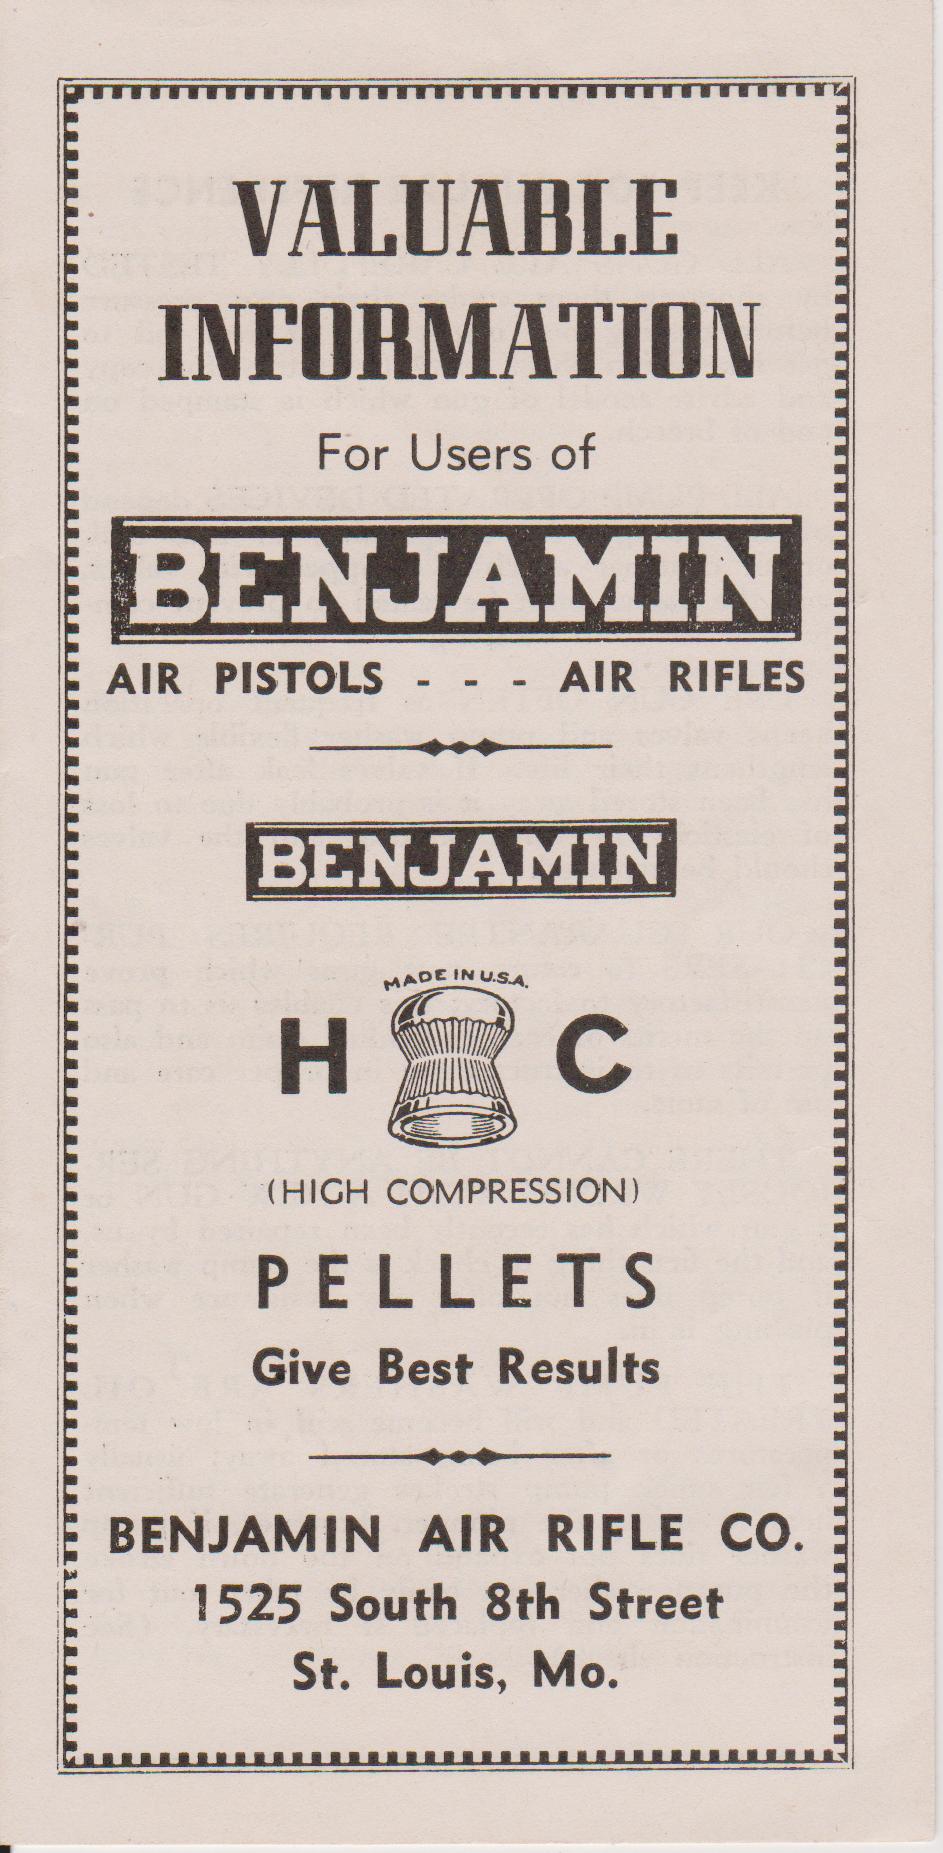 VALUABLE
INFORMATION
For Users of
BENJAMIN
AIR PISTOLS - - - AIR RIFLES
BENJAMIN
MADE IN U.S.A.
H C
(HIGH COMPRESSION)
PELLETS
Give Best Results
BENJAMIN AIR RIFLE CO.
1525 South 8th Street
St. Louis, Mo.